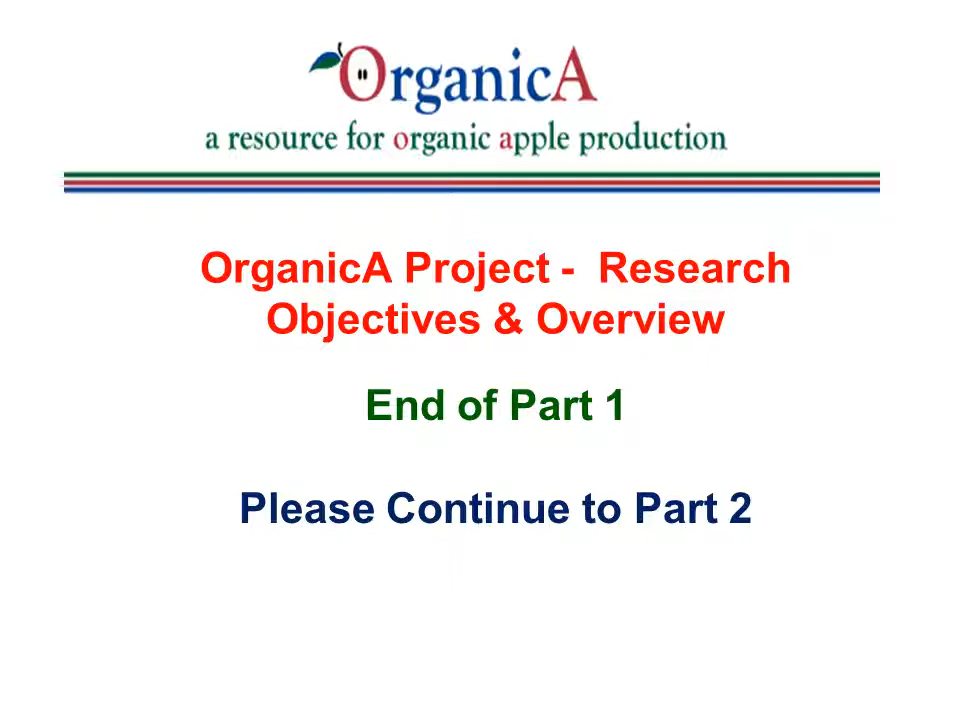 OrganicA
a resource for organic apple production
OrganicA Project -  Research
Objectives & Overview
End of Part 1
Please Continue to Part 2